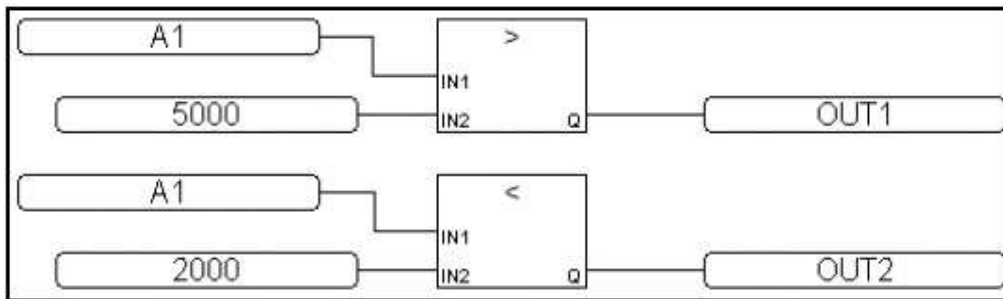 A1
>
IN1
5000
IN2
Q
OUT1
A1
<
IN1
2000
IN2
Q
OUT2